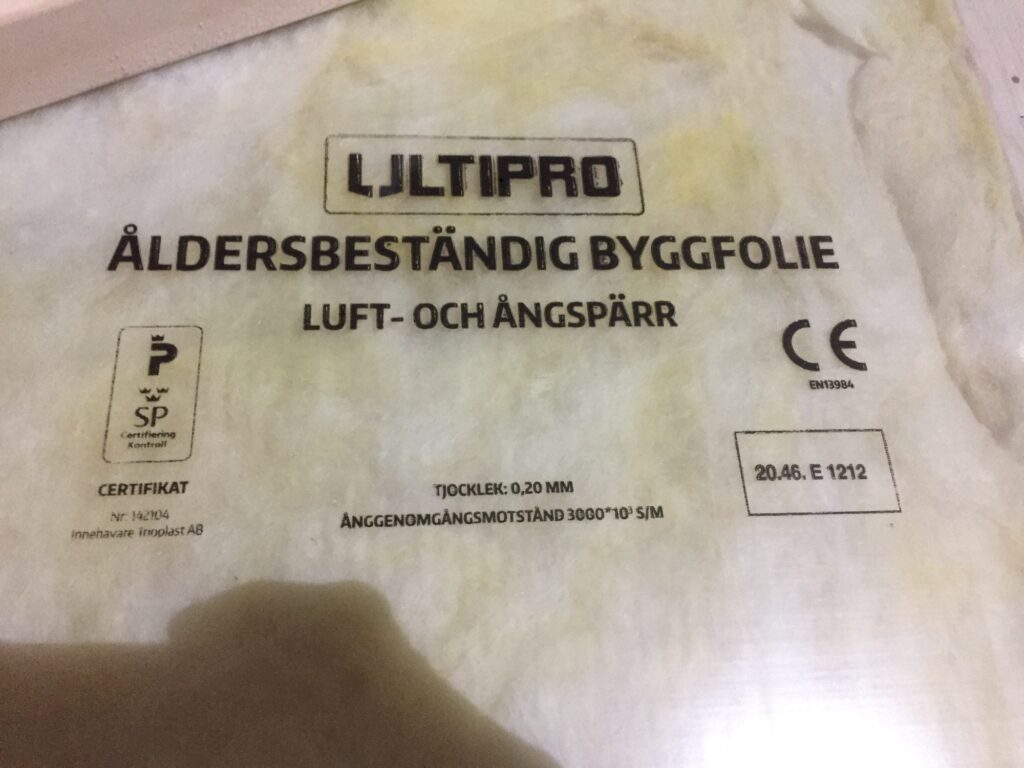 ULTIPRO
ÅLDERSBESTÄNDIG BYGGFOLIE
LUFT- OCH ÅNGSPÄRR
P
SP
Certifiering
Kontroll
CERTIFIKAT
Nr. 142104
Innehavare Trioplast AB
TJOCKLEK: 0,20 MM
ÅNGGENOMGÅNGSMOTSTÅND 3000*10³ S/M
CE
EN13984
20.46. E 1212